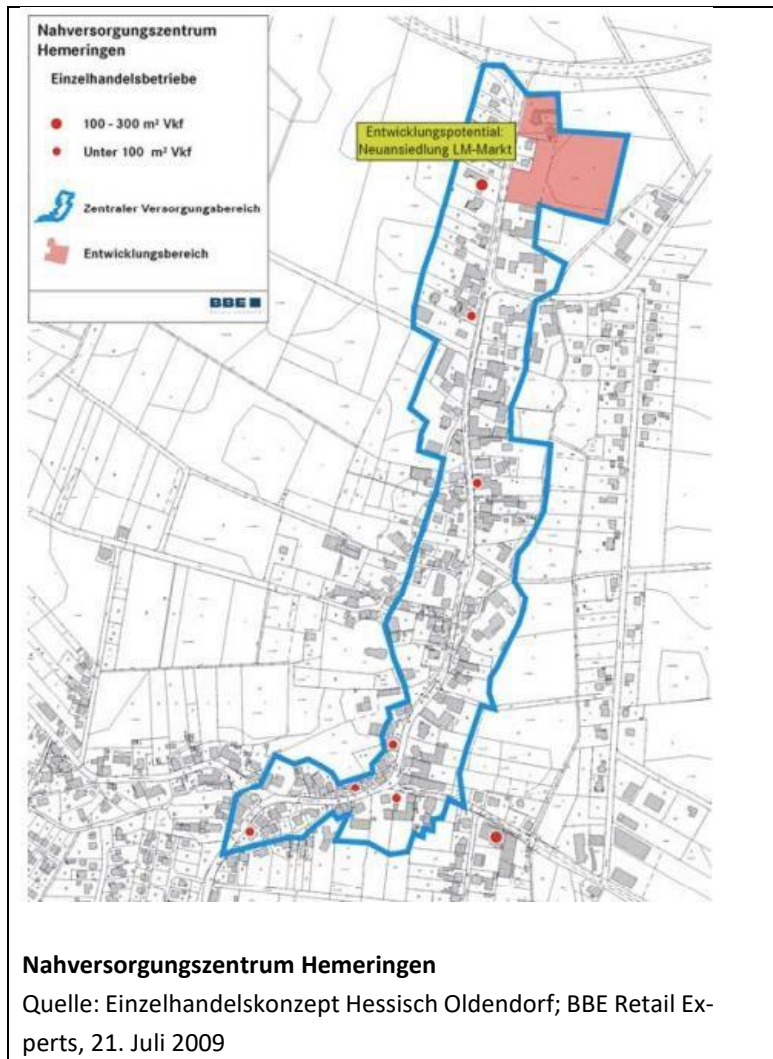 Nahversorgungszentrum
Hemeringen
Einzelhandelsbetriebe
100 - 300 m² Vkf
Unter 100 m² Vkf
Zentraler Versorgungbereich
Entwicklungsbereich
BBE
Entwicklungspotential:
Neuansiedlung LM-Markt
Nahversorgungszentrum Hemeringen
Quelle: Einzelhandelskonzept Hessisch Oldendorf; BBE Retail Ex-
perts, 21. Juli 2009